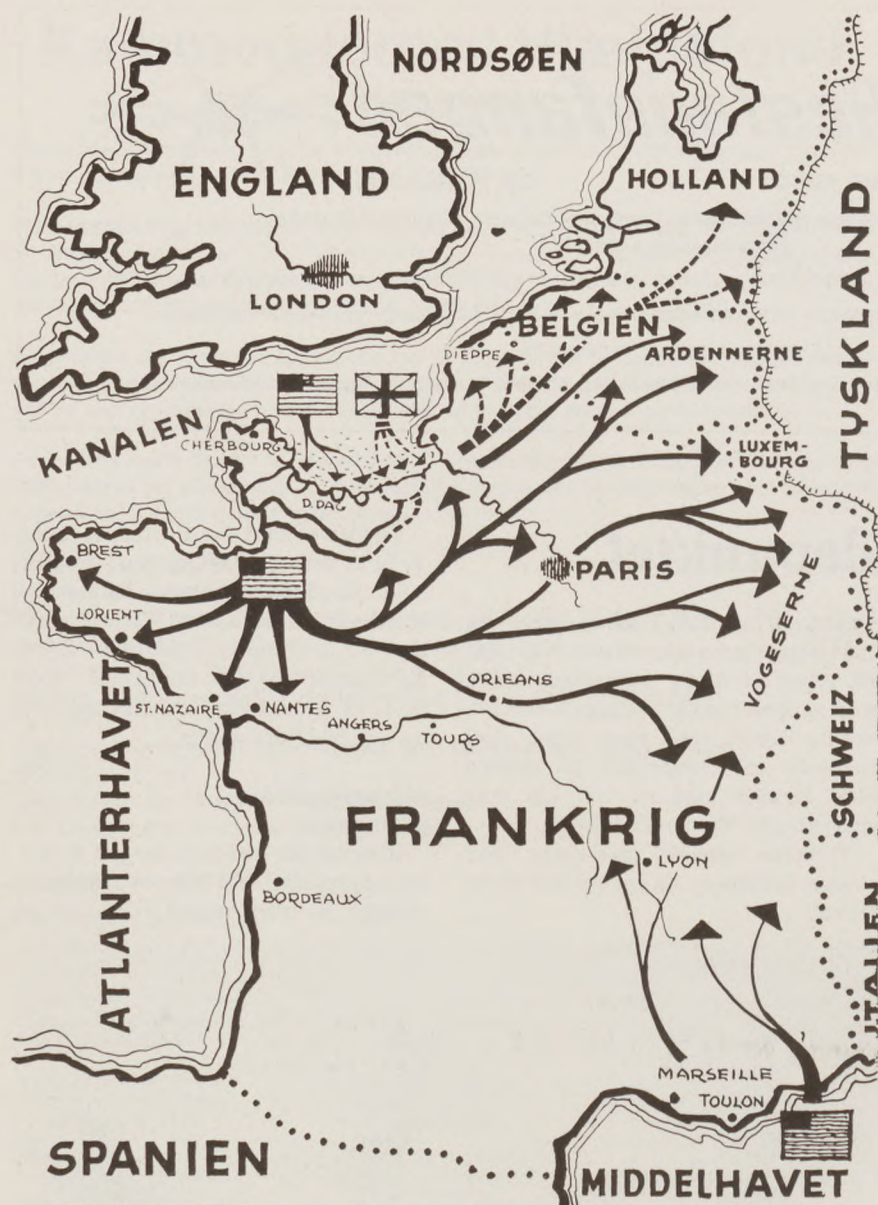 NORDSØEN
ENGLAND
HOLLAND
TYSKLAND
LONDON
BELGIEN
DIEPPE
ARDENNERNE
KANALEN
CHERBOURG
LUXEM-
BOURG
D.DAG
BREST
PARIS
LORIENT
VOGESERNE
ORLEANS
ST. NAZAIRE
NANTES
ANGERS
TOURS
ATLANTERHAVET
SCHWEIZ
FRANKRIG
LYON
BORDEAUX
ITALIEN
MARSEILLE
TOULON
SPANIEN
MIDDELHAVET